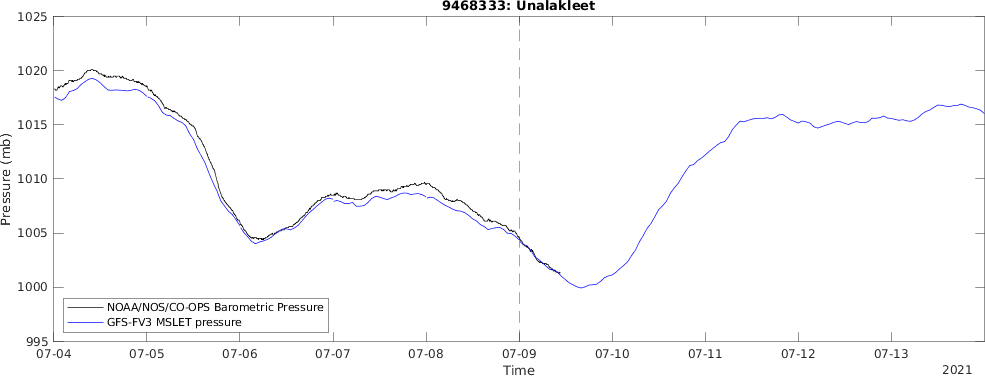 9468333: Unalakleet
Pressure (mb)
1025
1020
1015
1010
1005
1000
995
NOAA/NOS/CO-OPS Barometric Pressure
GFS-FV3 MSLET pressure
07-04 07-05 07-06 07-07 07-08 07-09 07-10 07-11 07-12 07-13
Time
2021